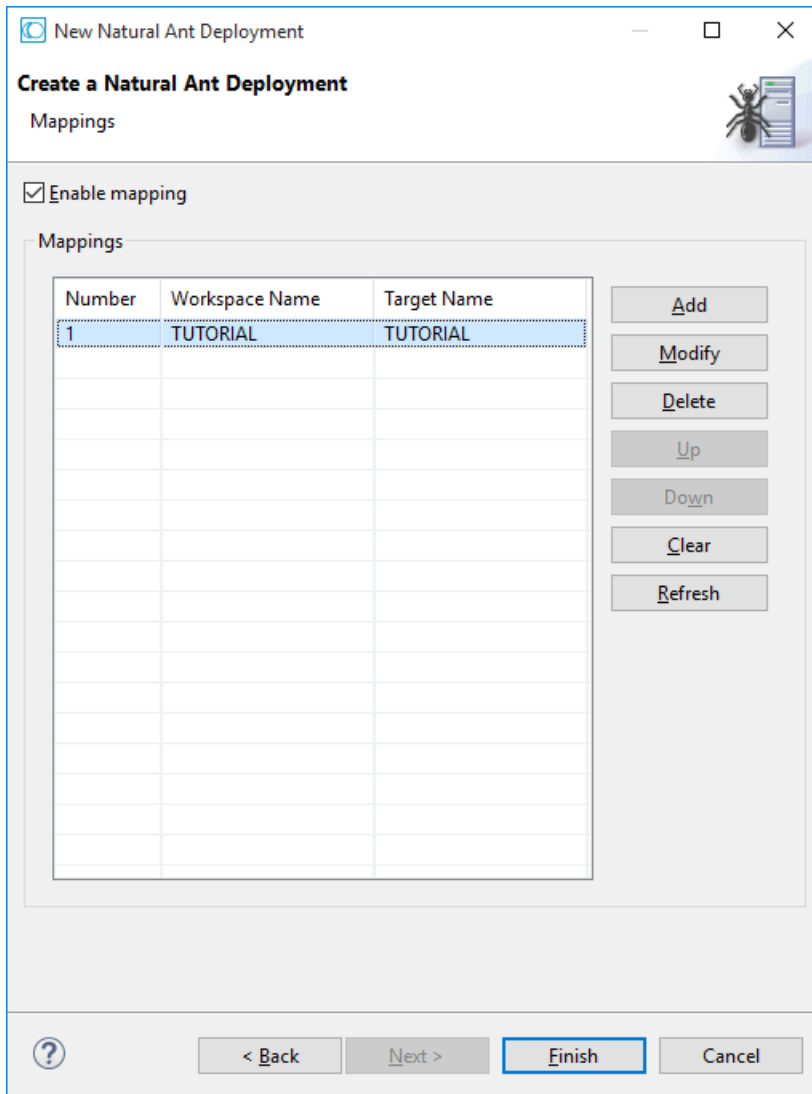 New Natural Ant Deployment
Create a Natural Ant Deployment
Mappings
Enable mapping
Mappings
Number Workspace Name Target Name
1 TUTORIAL TUTORIAL
Add
Modify
Delete
Up
Down
Clear
Refresh
? < Back Next > Finish Cancel